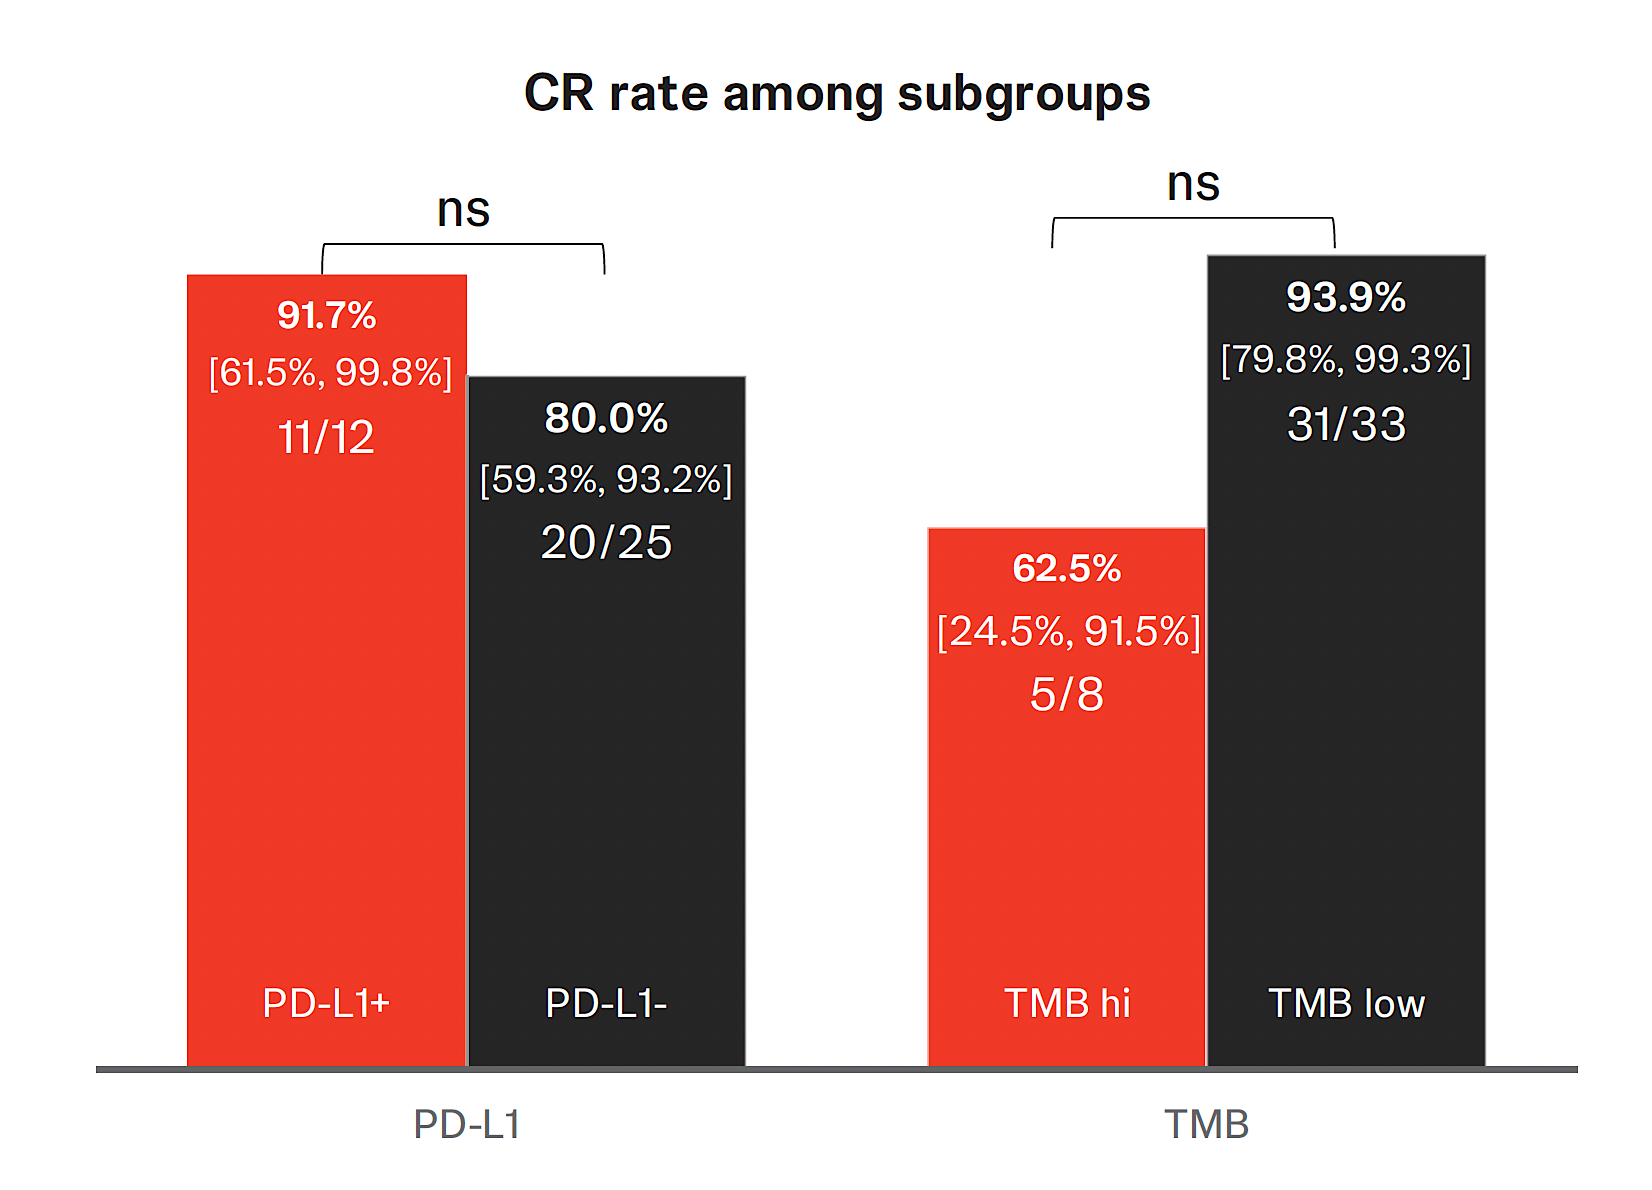 CR rate among subgroups
ns
91.7%
[61.5%, 99.8%]
11/12
PD-L1+
80.0%
[59.3%, 93.2%]
20/25
PD-L1-
PD-L1
ns
62.5%
[24.5%, 91.5%]
5/8
TMB hi
93.9%
[79.8%, 99.3%]
31/33
TMB low
TMB